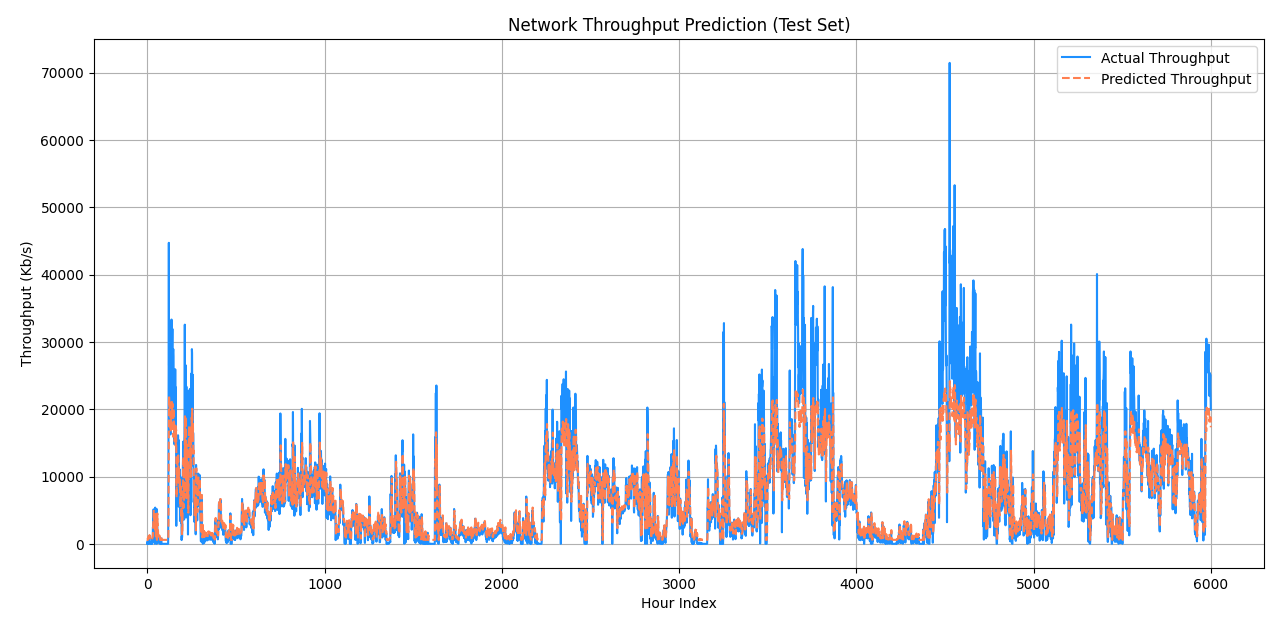 Network Throughput Prediction (Test Set)
Actual Throughput
Predicted Throughput
Throughput (Kb/s)
70000
60000
50000
40000
30000
20000
10000
0
0 1000 2000 3000 4000 5000 6000
Hour Index